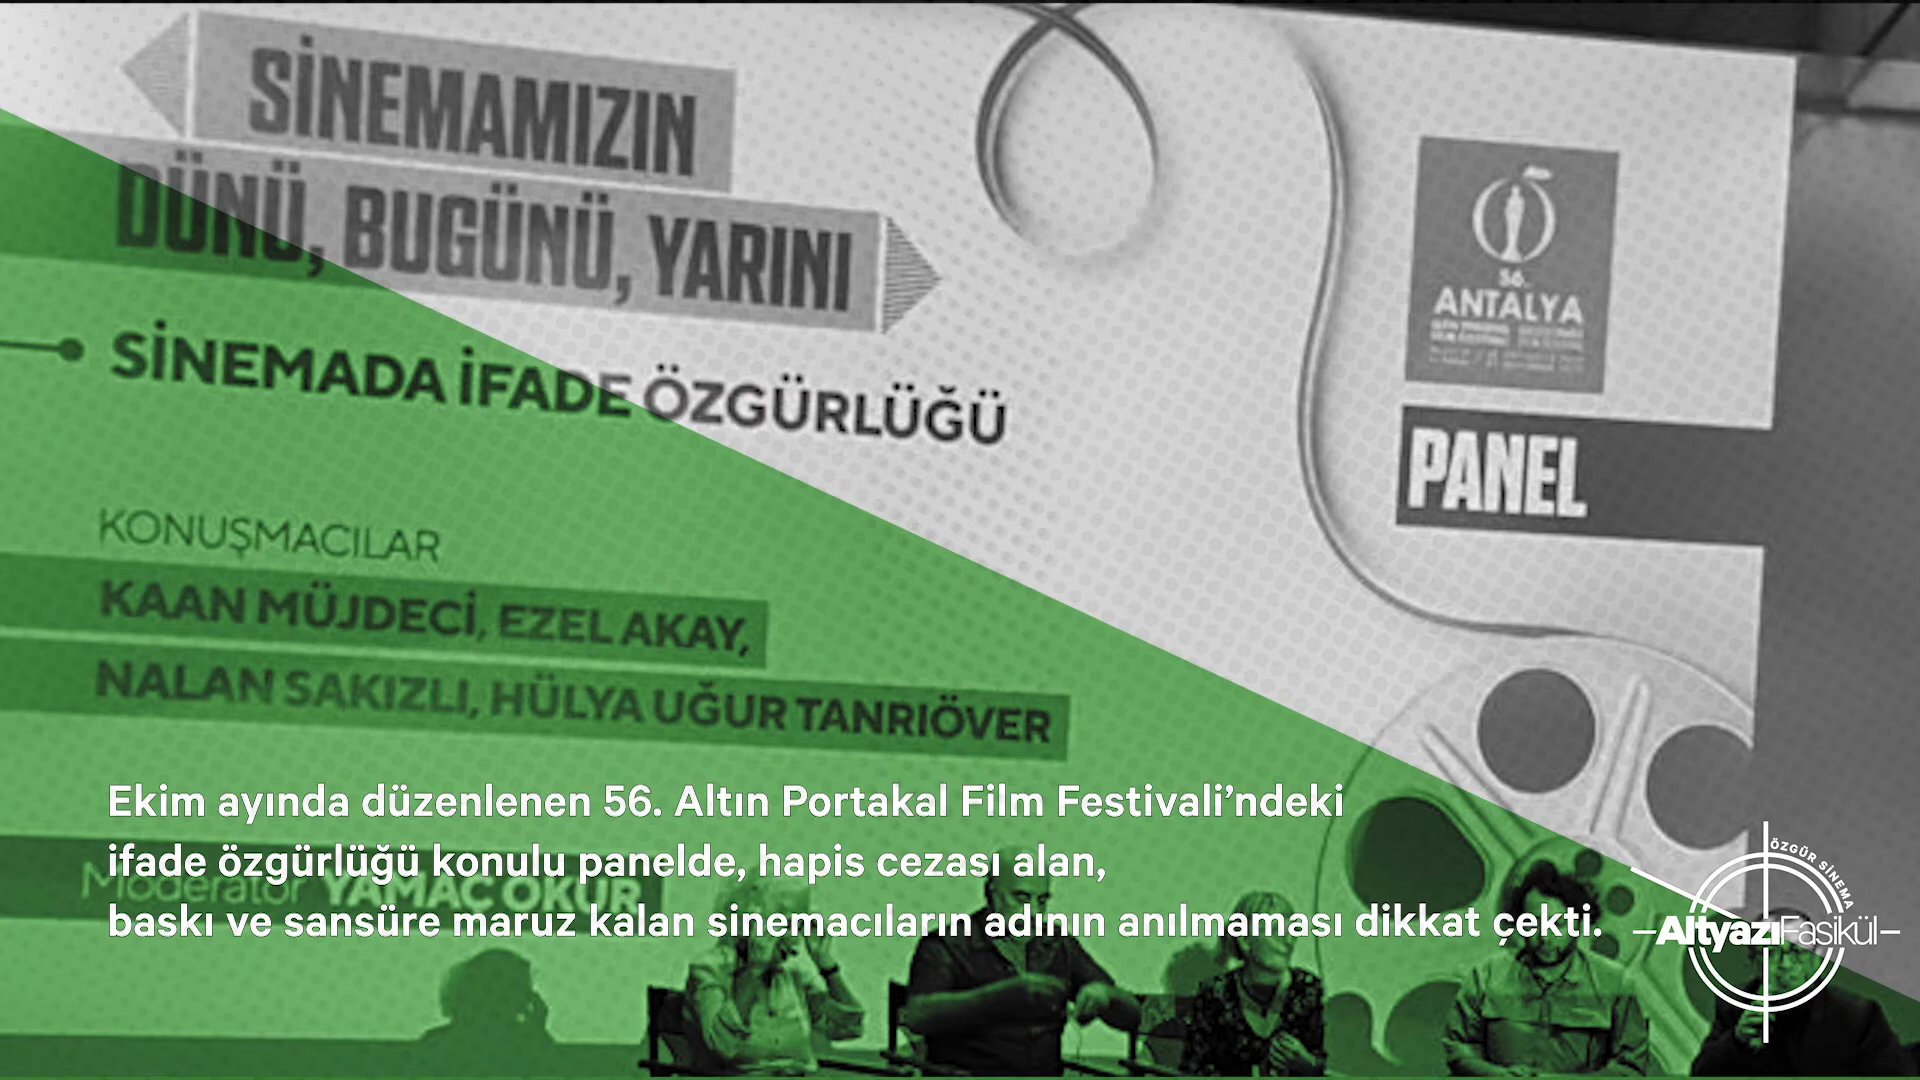 SİNEMAMIZIN
DÜNÜ, BUGÜNÜ, YARINI
SİNEMADA İFADE ÖZGÜRLÜĞÜ
KONUŞMACILAR
KAAN MÜJDECİ, EZEL AKAY,
NALAN SAKIZLI, HÜLYA UĞUR TANRIÖVER
Moderatör YAMAÇ OKUR
56.
ANTALYA
PANEL
Ekim ayında düzenlenen 56. Altın Portakal Film Festivali’ndeki
ifade özgürlüğü konulu panelde, hapis cezası alan,
baskı ve sansüre maruz kalan sinemacıların adının anılmaması dikkat çekti.
ÖZGÜR SİNEMA
Altyazı Fasikül